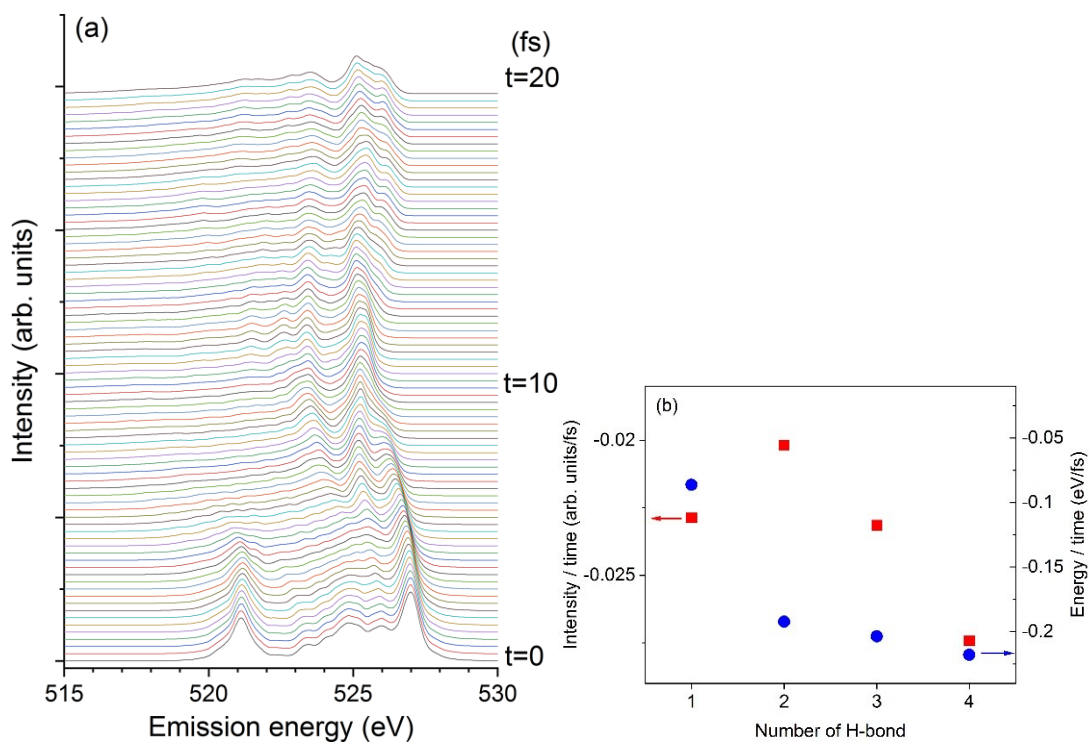 (a)
(fs)
t=20
t=10
t=0
Intensity (arb. units)
515 520 525 530
Emission energy (eV)
(b)
Intensity / time (arb. units/fs)
-0.02
-0.025
Energy / time (eV/fs)
-0.05
-0.1
-0.15
-0.2
1 2 3 4
Number of H-bond